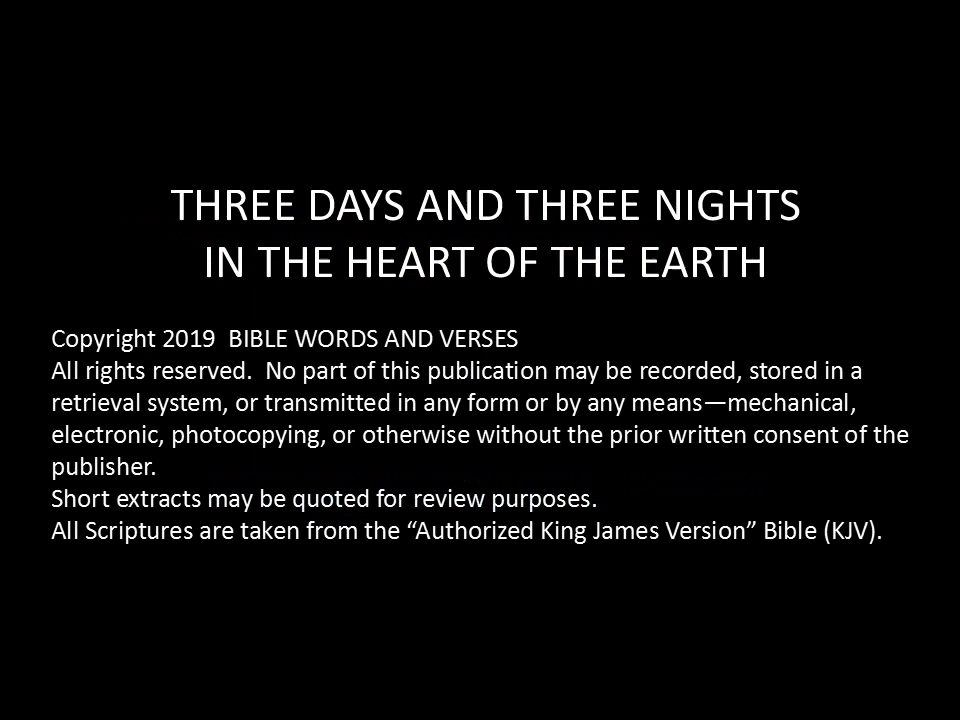 THREE DAYS AND THREE NIGHTS
IN THE HEART OF THE EARTH
Copyright 2019  BIBLE WORDS AND VERSES
All rights reserved.  No part of this publication may be recorded, stored in a
retrieval system, or transmitted in any form or by any means—mechanical,
electronic, photocopying, or otherwise without the prior written consent of the
publisher.
Short extracts may be quoted for review purposes.
All Scriptures are taken from the “Authorized King James Version” Bible (KJV).